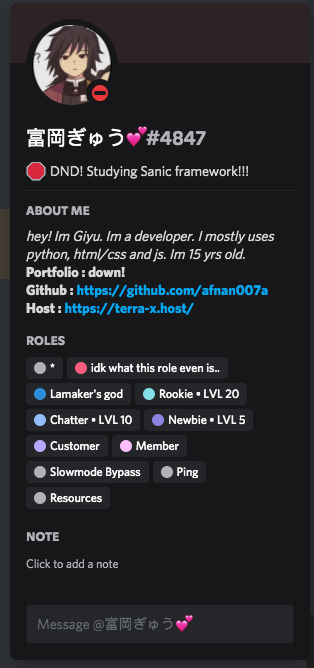 富岡ぎゅう💕#4847
DND! Studying Sanic framework!!!
ABOUT ME
hey! Im Giyu. Im a developer. I mostly uses
python, html/css and js. Im 15 yrs old.
Portfolio : down!
Github : https://github.com/afnan007a
Host : https://terra-x.host/
ROLES
* idk what this role even is..
Lamaker's god Rookie • LVL 20
Chatter • LVL 10 Newbie • LVL 5
Customer Member
Slowmode Bypass Ping
Resources
NOTE
Click to add a note
Message @富岡ぎゅう💕